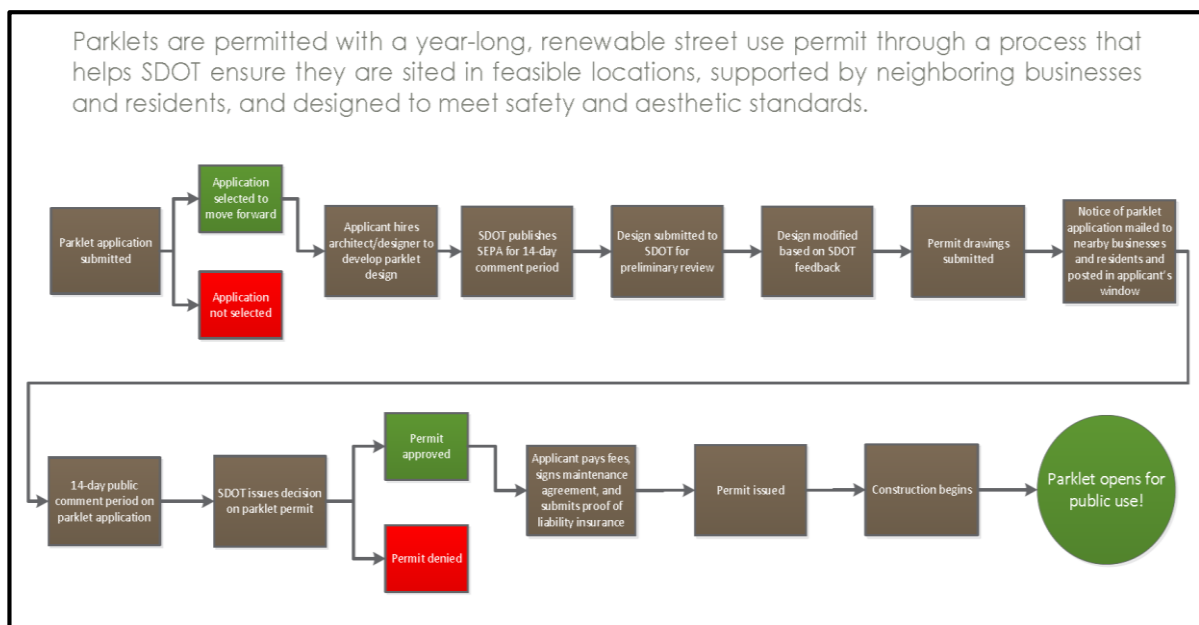 Parklets are permitted with a year-long, renewable street use permit through a process that
helps SDOT ensure they are sited in feasible locations, supported by neighboring businesses
and residents, and designed to meet safety and aesthetic standards.
Parklet application
submitted
Application
selected to
move forward
Application
not selected
Applicant hires
architect/designer to
develop parklet
design
SDOT publishes
SEPA for 14-day
comment period
Design submitted to
SDOT for
preliminary review
Design modified
based on SDOT
feedback
Permit drawings
submitted
Notice of parklet
application mailed to
nearby businesses
and residents and
posted in applicant's
window
14-day public
comment period on
parklet application
SDOT issues decision
on parklet permit
Permit
approved
Permit denied
Applicant pays fees,
signs maintenance
agreement, and
submits proof of
liability insurance
Permit issued
Construction begins
Parklet opens for
public use!